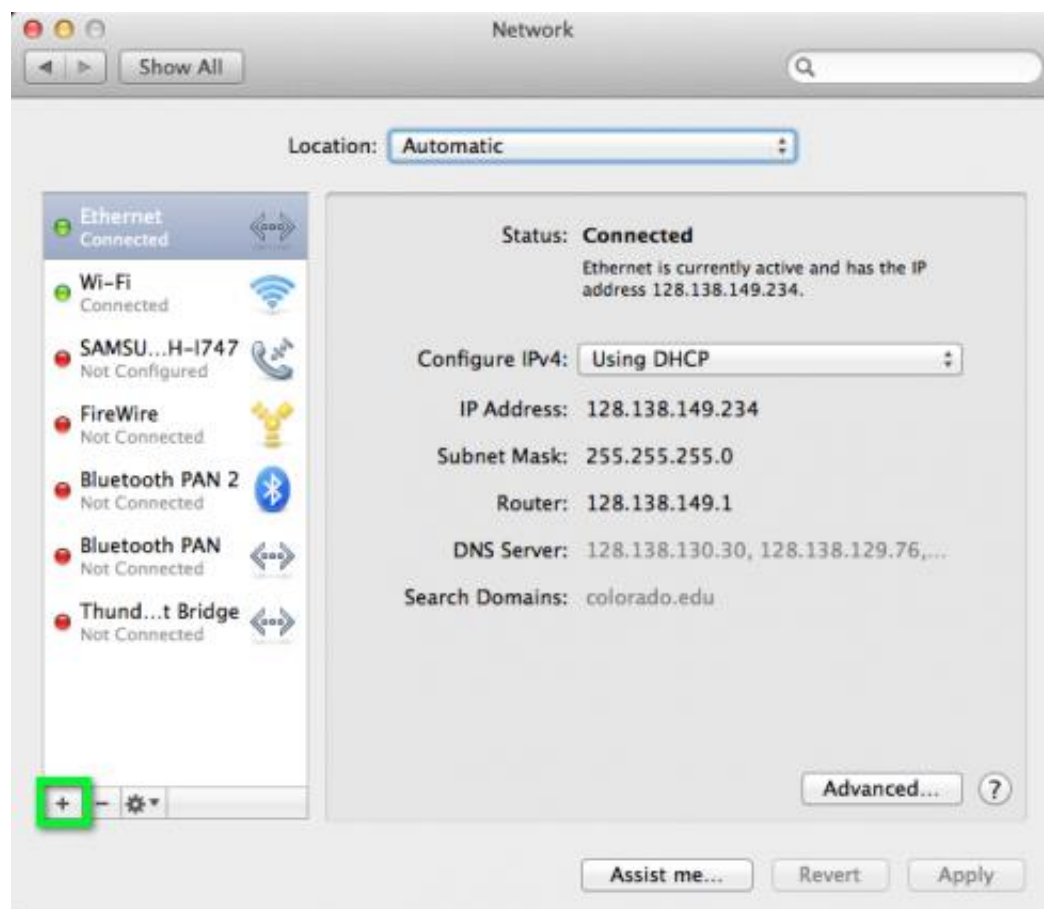 Network
Show All
Location: Automatic
Ethernet
Connected
Wi-Fi
Connected
SAMSU...H-I747
Not Configured
FireWire
Not Connected
Bluetooth PAN 2
Not Connected
Bluetooth PAN
Not Connected
Thund...t Bridge
Not Connected
+ -
Status: Connected
Ethernet is currently active and has the IP
address 128.138.149.234.
Configure IPv4: Using DHCP
IP Address: 128.138.149.234
Subnet Mask: 255.255.255.0
Router: 128.138.149.1
DNS Server: 128.138.130.30, 128.138.129.76,...
Search Domains: colorado.edu
Advanced... ?
Assist me... Revert Apply